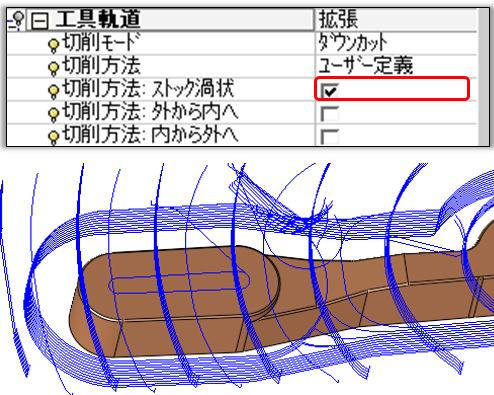 工具軌道 拡張
切削モード ダウンカット
切削方法 ユーザー定義
切削方法: ストック渦状
切削方法: 外から内へ
切削方法: 内から外へ